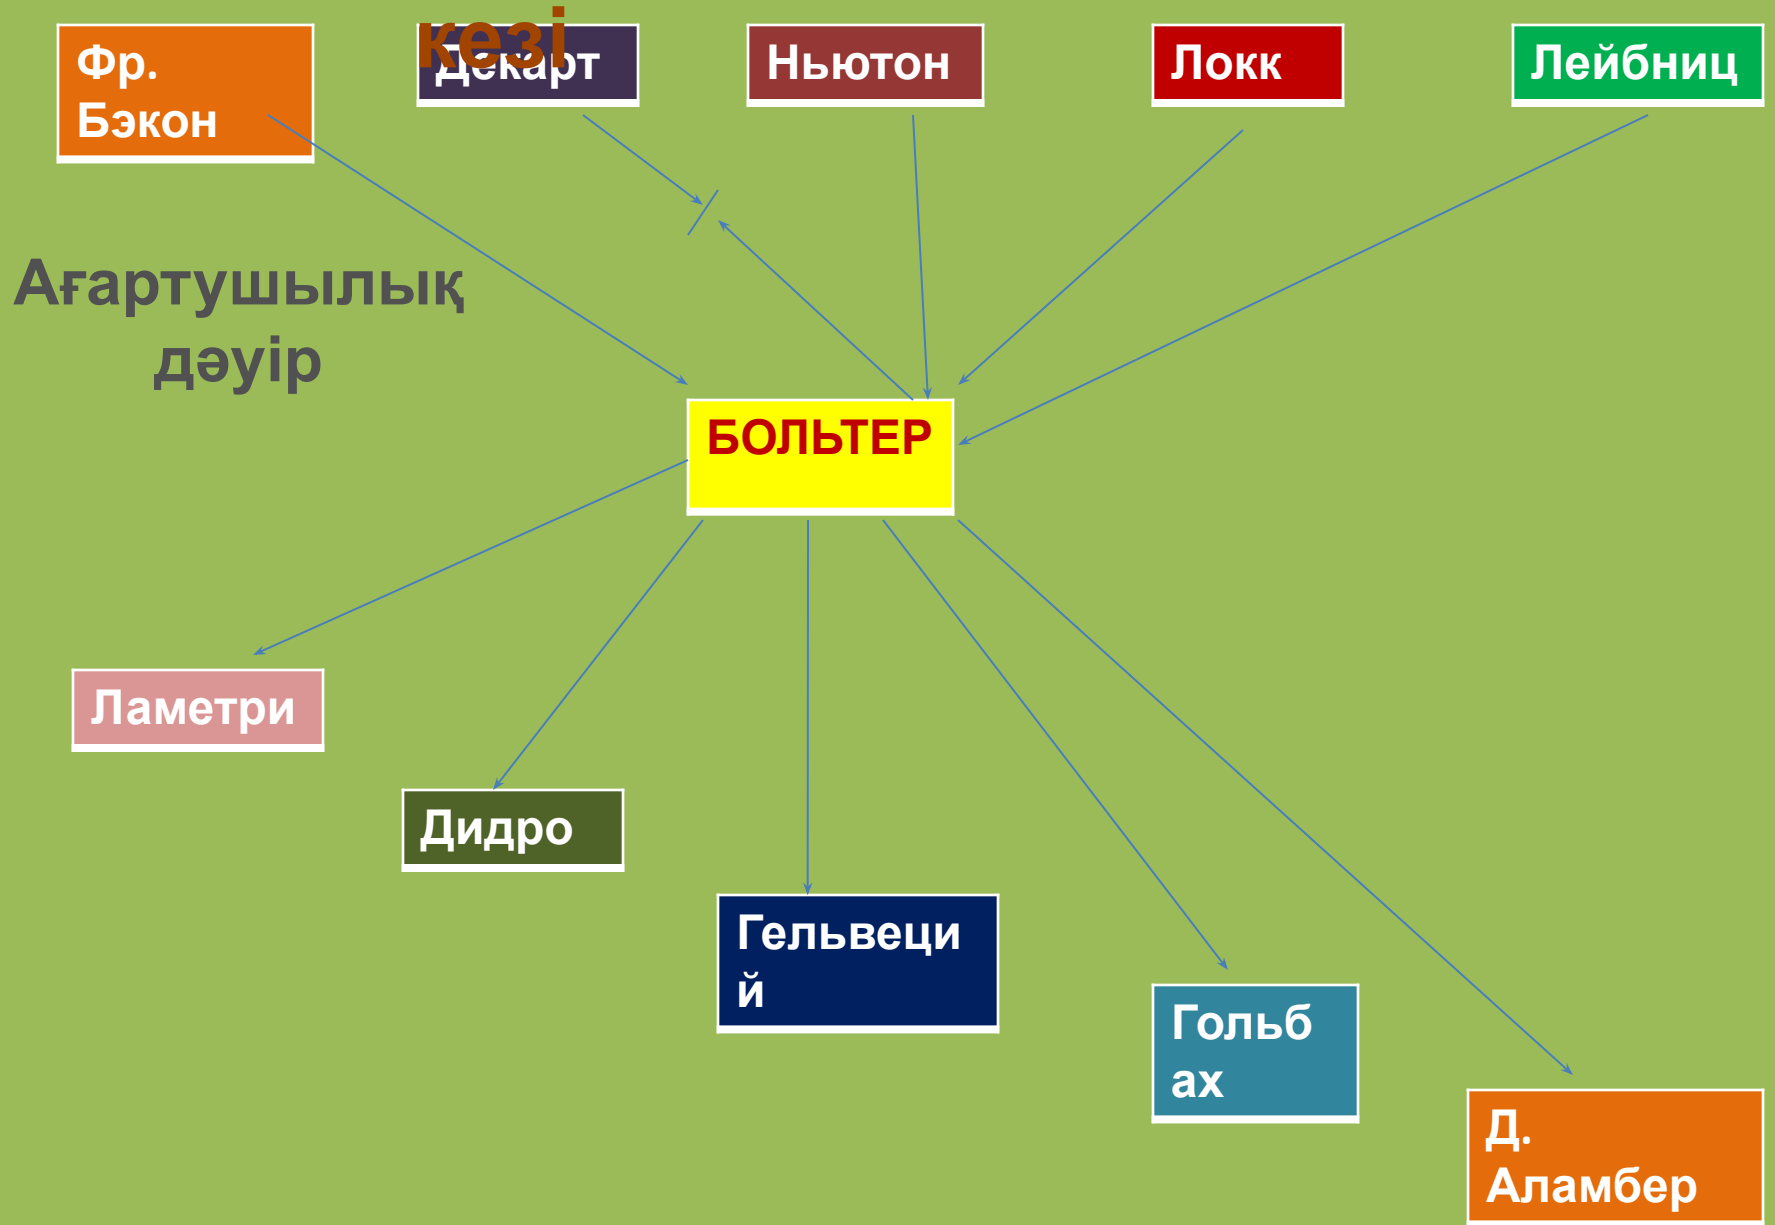 кезі
Фр.
Бэкон
Декарт
Ньютон
Локк
Лейбниц
Ағартушылық
дәуір
БОЛЬТЕР
Ламетри
Дидро
Гельвеци
й
Гольб
ах
Д.
Аламбер